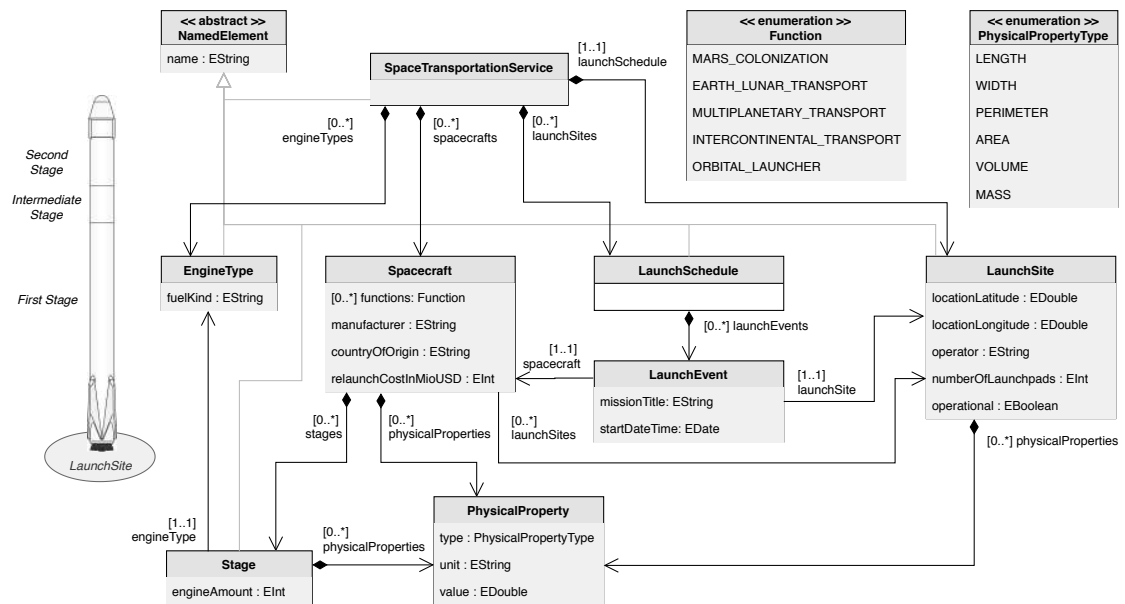 << abstract >>
NamedElement
name : EString
SpaceTransportationService
[1..1]
launchSchedule
[0..*]
engineTypes
[0..*]
spacecrafts
[0..*]
launchSites
<< enumeration >>
Function
MARS_COLONIZATION
EARTH_LUNAR_TRANSPORT
MULTIPLANETARY_TRANSPORT
INTERCONTINENTAL_TRANSPORT
ORBITAL_LAUNCHER
<< enumeration >>
PhysicalPropertyType
LENGTH
WIDTH
PERIMETER
AREA
VOLUME
MASS
Second
Stage
Intermediate
Stage
First Stage
LaunchSite
EngineType
fuelKind : EString
Spacecraft
[0..*] functions: Function
manufacturer : EString
countryOfOrigin : EString
relaunchCostInMioUSD : EInt
LaunchSchedule
[0..*] launchEvents
LaunchSite
locationLatitude : EDouble
locationLongitude : EDouble
operator : EString
numberOfLaunchpads : EInt
operational : EBoolean
[1..1]
spacecraft
LaunchEvent
missionTitle: EString
startDateTime: EDate
[1..1]
launchSite
[0..*]
stages
[0..*]
physicalProperties
[0..*]
launchSites
[0..*] physicalProperties
[1..1]
engineType
[0..*]
physicalProperties
PhysicalProperty
type : PhysicalPropertyType
unit : EString
value : EDouble
Stage
engineAmount : EInt